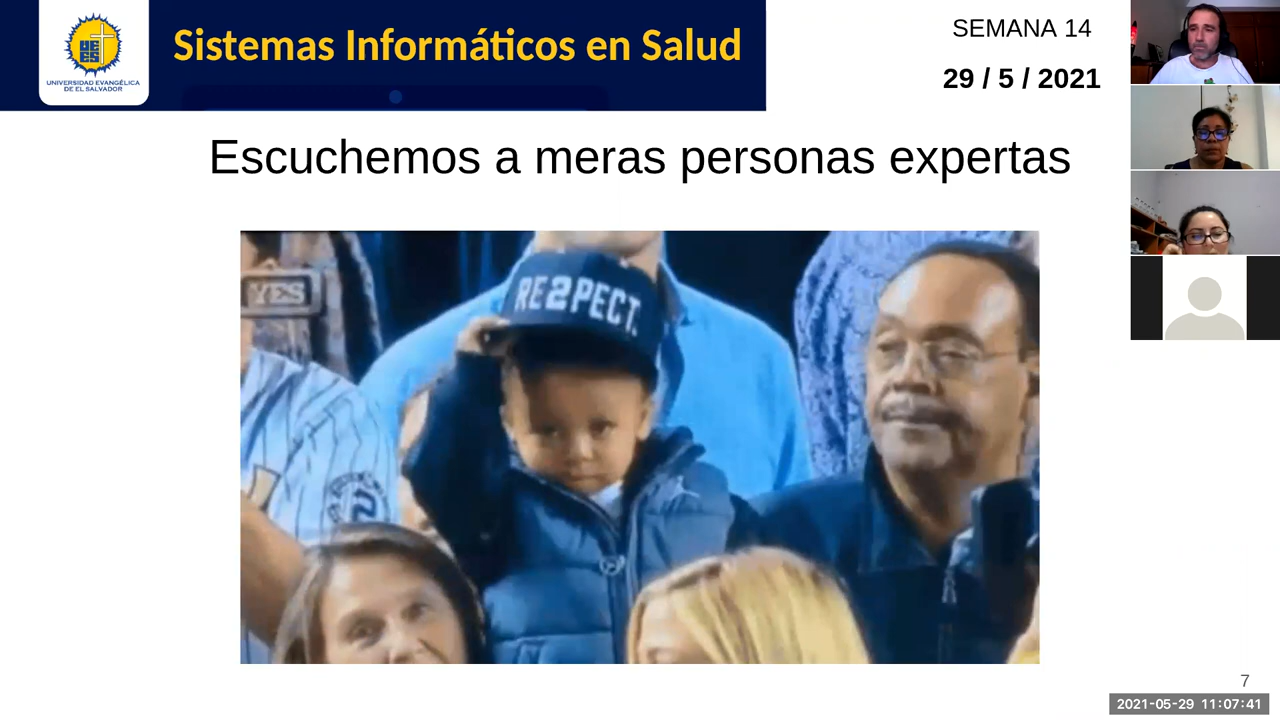 UNIVERSIDAD EVANGÉLICA
DE EL SALVADOR
Sistemas Informáticos en Salud
SEMANA 14
29 / 5 / 2021
Escuchemos a meras personas expertas
YES
RE2PECT.
2
7
2021-05-29 11:07:41